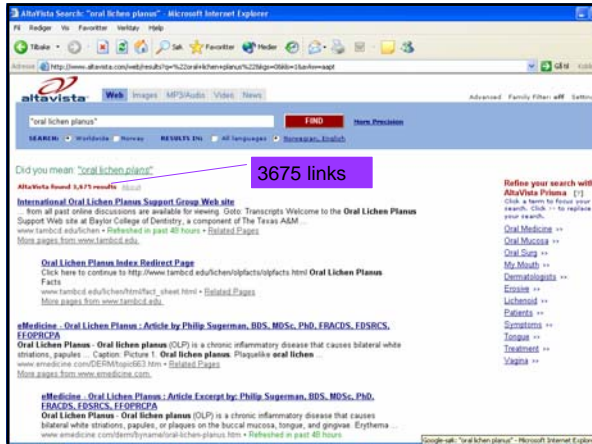 AltaVista Search: "oral lichen planus" - Microsoft Internet Explorer
Fil Rediger Vis Favoritter Verktøy Hjelp
Tilbake Søk Favoritter Medier
http://www.altavista.com/web/results?q=%22oral+lichen+planus%22&kgs=0&kls=1&avkw=aapt
Gå til
altavista Web Images MP3/Audio Video News Advanced Family Filter: off
"oral lichen planus" FIND More Precision
SEARCH: Worldwide Norway RESULTS IN: All languages Norwegian, English
Did you mean: "oral lichen plans"
3675 links
AltaVista found 3,675 results About
International Oral Lichen Planus Support Group Web site
... from all past online discussions are available for viewing. Goto: Transcripts Welcome to the Oral Lichen Planus
Support Web site at Baylor College of Dentistry, a component of The Texas A&M ...
www.tambcd.edu/lichen • Refreshed in past 48 hours • Related Pages
More pages from www.tambcd.edu
Oral Lichen Planus Index Redirect Page
Click here to continue to http://www.tambcd.edu/lichen/olpfacts/olpfacts.html Oral Lichen Planus
Facts
www.tambcd.edu/lichen/html/fact_sheet.html • Related Pages
More pages from www.tambcd.edu
eMedicine - Oral Lichen Planus : Article by Philip Sugerman, BDS, MDSc, PhD, FRACDS, FDSRCS,
FFOPRCPA
Oral Lichen Planus - Oral lichen planus (OLP) is a chronic inflammatory disease that causes bilateral white
striations, papules ... Caption: Picture 1. Oral lichen planus. Plaquelike oral lichen ...
www.emedicine.com/DERM/topic663.htm • Related Pages
More pages from www.emedicine.com
eMedicine - Oral Lichen Planus : Article Excerpt by: Philip Sugerman, BDS, MDSc, PhD,
FRACDS, FDSRCS, FFOPRCPA
Oral Lichen Planus - Oral lichen planus (OLP) is a chronic inflammatory disease that causes
bilateral white striations, papules, or plaques on the buccal mucosa, tongue, and gingivae. Erythema ...
www.emedicine.com/derm/byname/oral-lichen-planus.htm • Refreshed in past 48 hours
Refine your search with
AltaVista Prisma [?]
Click a term to focus your
search. Click >> to replace
your search.
Oral Medicine >>
Oral Mucosa >>
Oral Surg >>
My Mouth >>
Dermatologists >>
Erosive >>
Lichenoid >>
Patients >>
Symptoms >>
Tongue >>
Treatment >>
Vagina >>
Google-søk: "oral lichen planus" - Microsoft Internet Explor